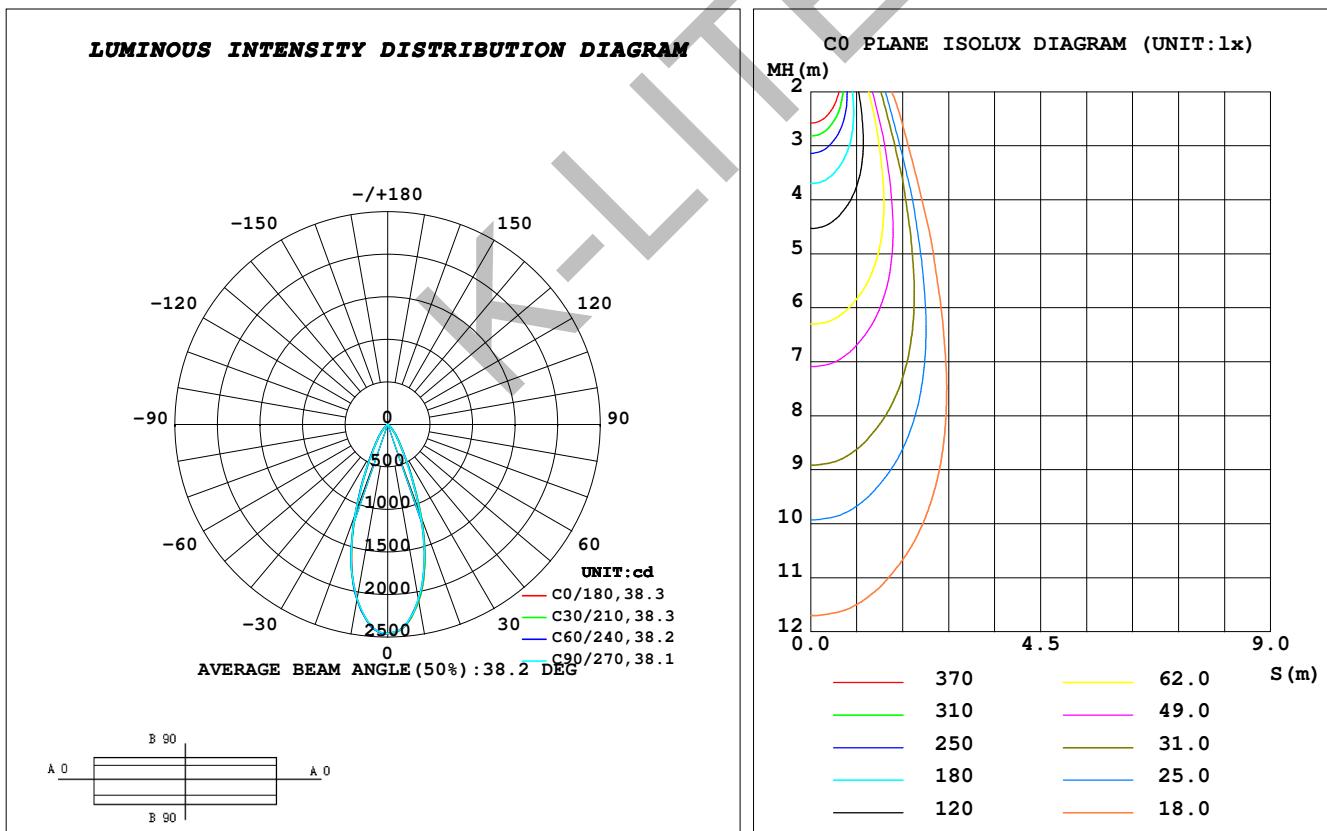 LUMINOUS INTENSITY DISTRIBUTION DIAGRAM
-/+180
-150
150
-120
120
-90
90
-60
60
-30
30
0
0
500
1000
1500
2000
2500
UNIT:cd
C0/180,38.3
C30/210,38.3
C60/240,38.2
C90/270,38.1
AVERAGE BEAM ANGLE(50%):38.2 DEG
B 90
A 0
A 0
B 90
K-LITE
C0 PLANE ISOLUX DIAGRAM (UNIT:lx)
MH(m)
2
3
4
5
6
7
8
9
10
11
12
0.0
4.5
9.0
S(m)
370
62.0
310
49.0
250
31.0
180
25.0
120
18.0